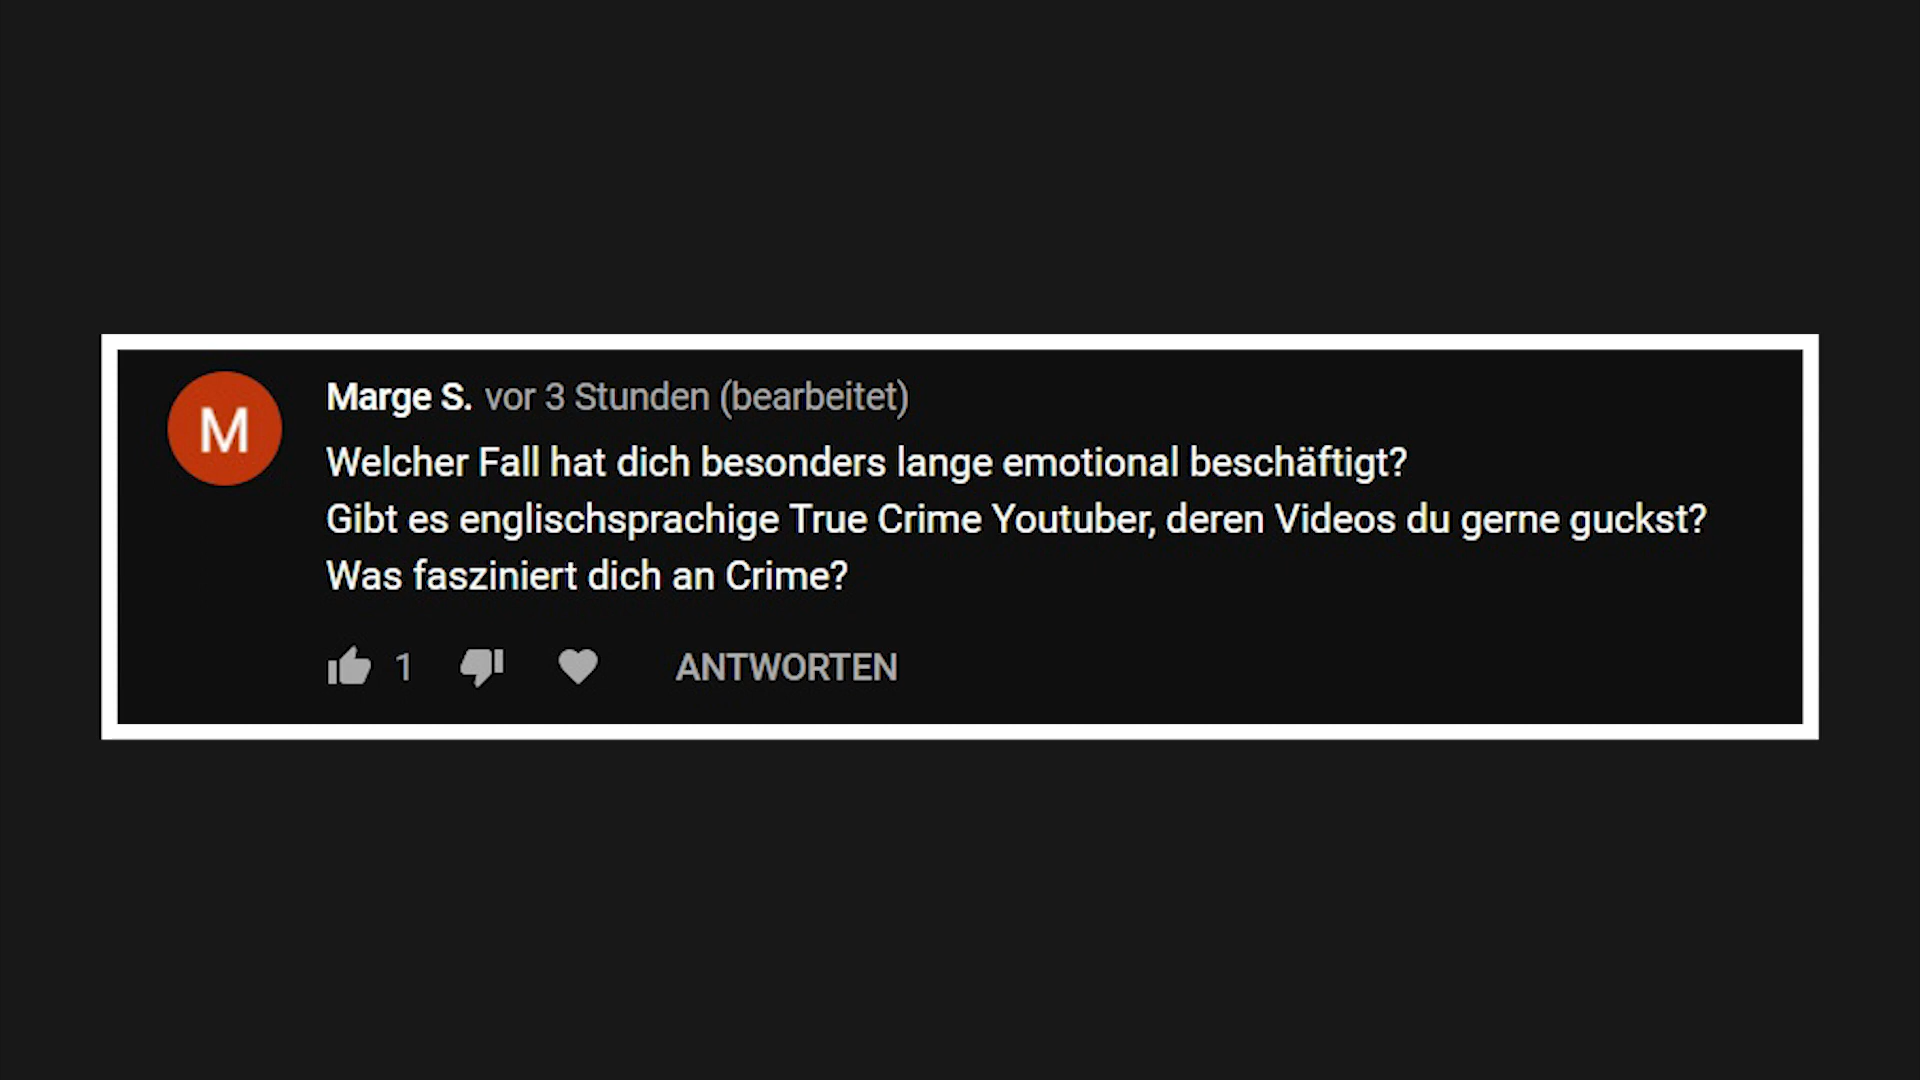 M
Marge S. vor 3 Stunden (bearbeitet)
Welcher Fall hat dich besonders lange emotional beschäftigt?
Gibt es englischsprachige True Crime Youtuber, deren Videos du gerne guckst?
Was fasziniert dich an Crime?
1 ANTWORTEN